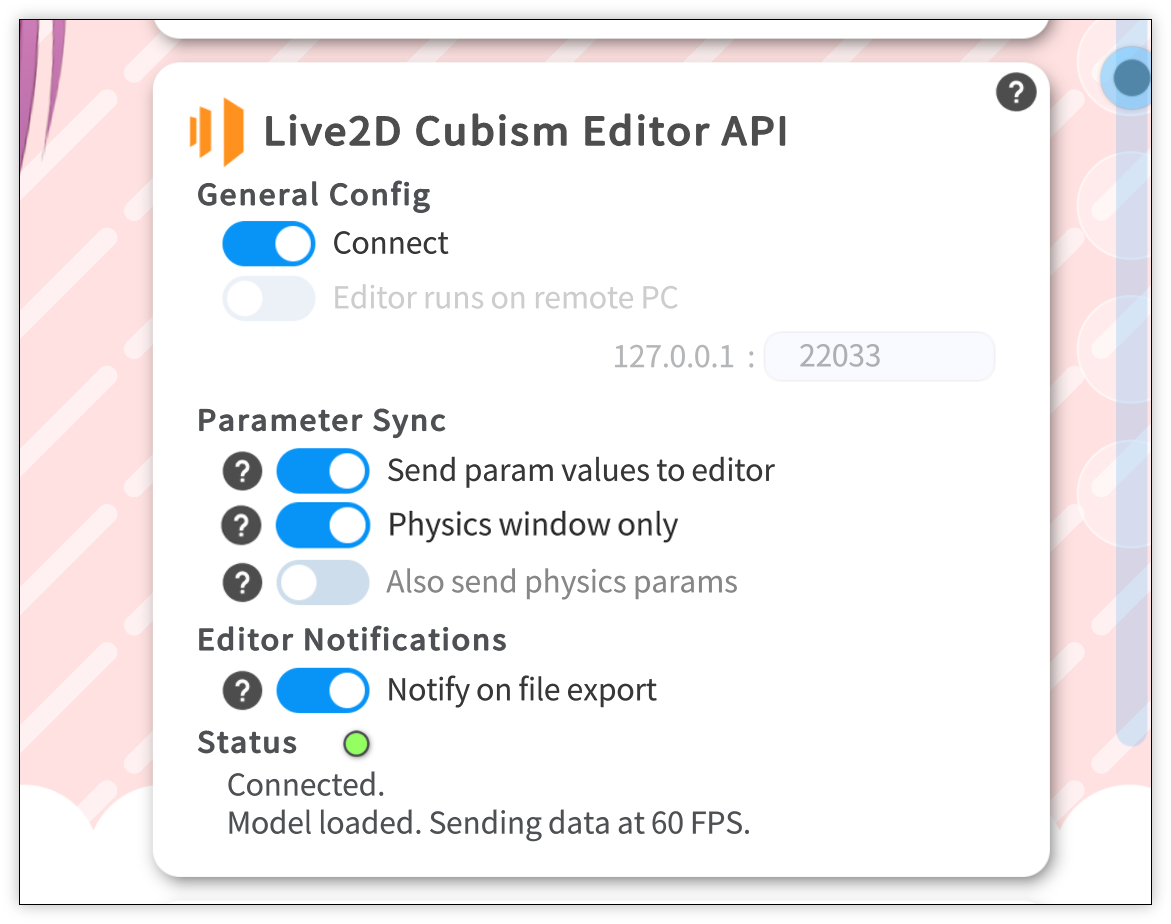 ?
Live2D Cubism Editor API
General Config
Connect
Editor runs on remote PC
127.0.0.1 : 22033
Parameter Sync
? Send param values to editor
? Physics window only
? Also send physics params
Editor Notifications
? Notify on file export
Status
Connected.
Model loaded. Sending data at 60 FPS.